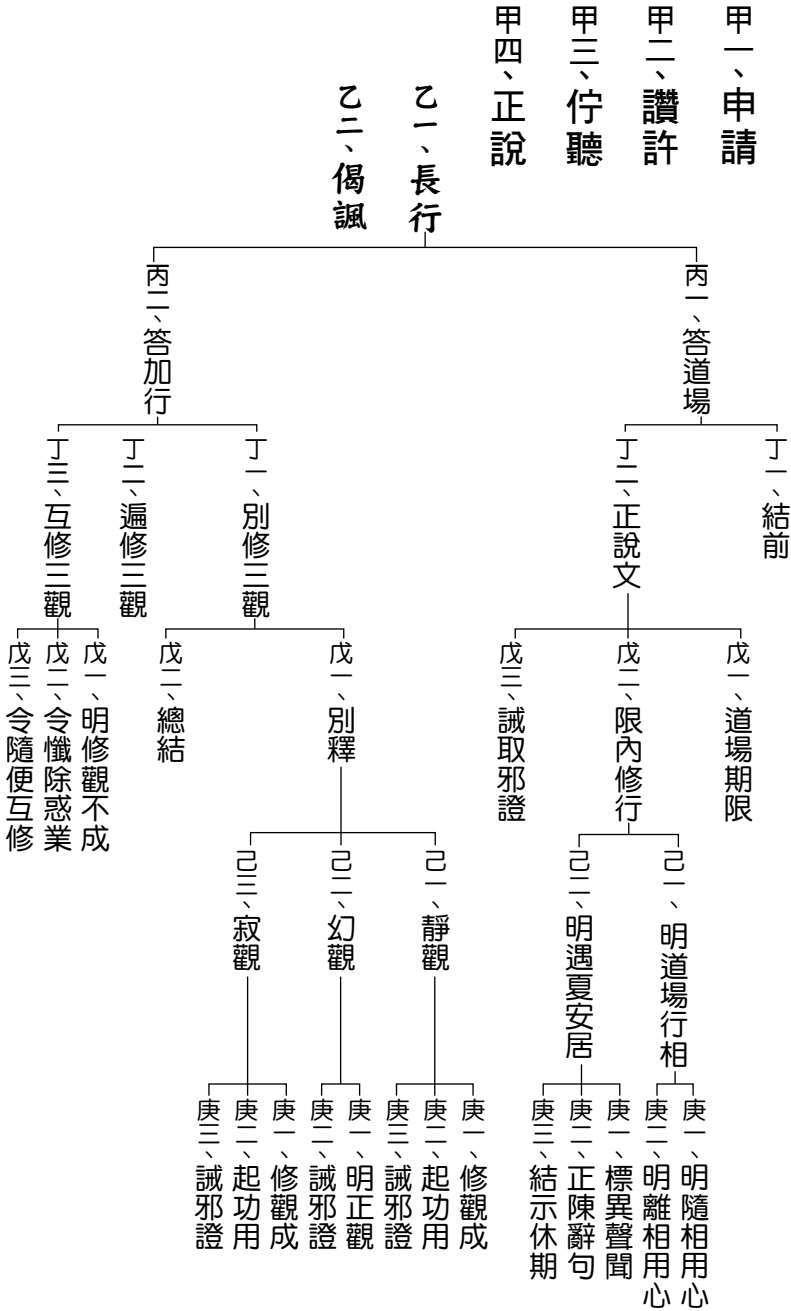 甲一、申請
甲二、讚許
甲三、佇聽
甲四、正說
乙一、長行
乙二、偈諷
丙一、答道場
丙二、答加行
丁一、結前
丁二、正說文
丁一、別修三觀
丁二、遍修三觀
丁三、互修三觀
戊一、道場期限
戊二、限內修行
戊三、誡取邪證
戊一、別釋
戊二、總結
戊一、明修觀不成
戊二、令懺除惑業
戊三、令隨便互修
己一、明道場行相
己二、明遇夏安居
己一、靜觀
己二、幻觀
己三、寂觀
庚一、明隨相用心
庚二、明離相用心
庚一、標異聲聞
庚二、正陳辭句
庚三、結示休期
庚一、修觀成
庚二、起功用
庚三、誡邪證
庚一、明正觀
庚二、誡邪證
庚一、修觀成
庚二、起功用
庚三、誡邪證